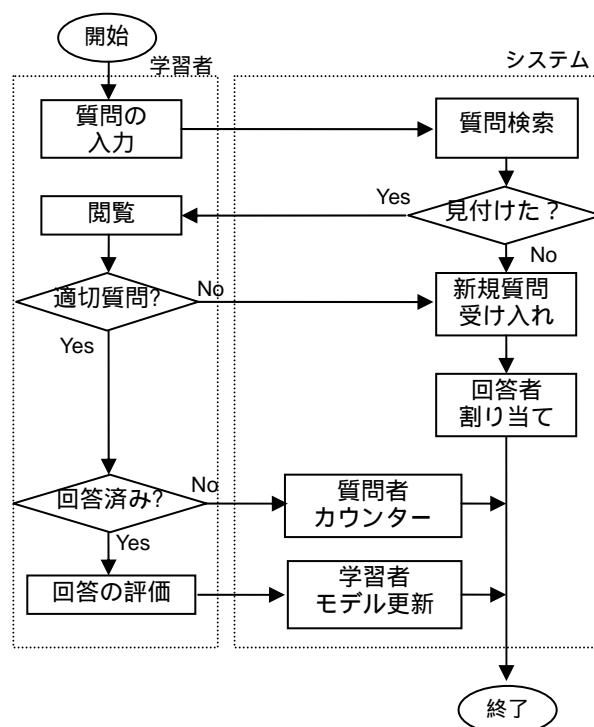 開始
学習者
システム
質問の
入力
質問検索
Yes
見付けた？
閲覧
No
適切質問?
No
新規質問
受け入れ
Yes
回答者
割り当て
回答済み?
No
質問者
カウンター
Yes
回答の評価
学習者
モデル更新
終了